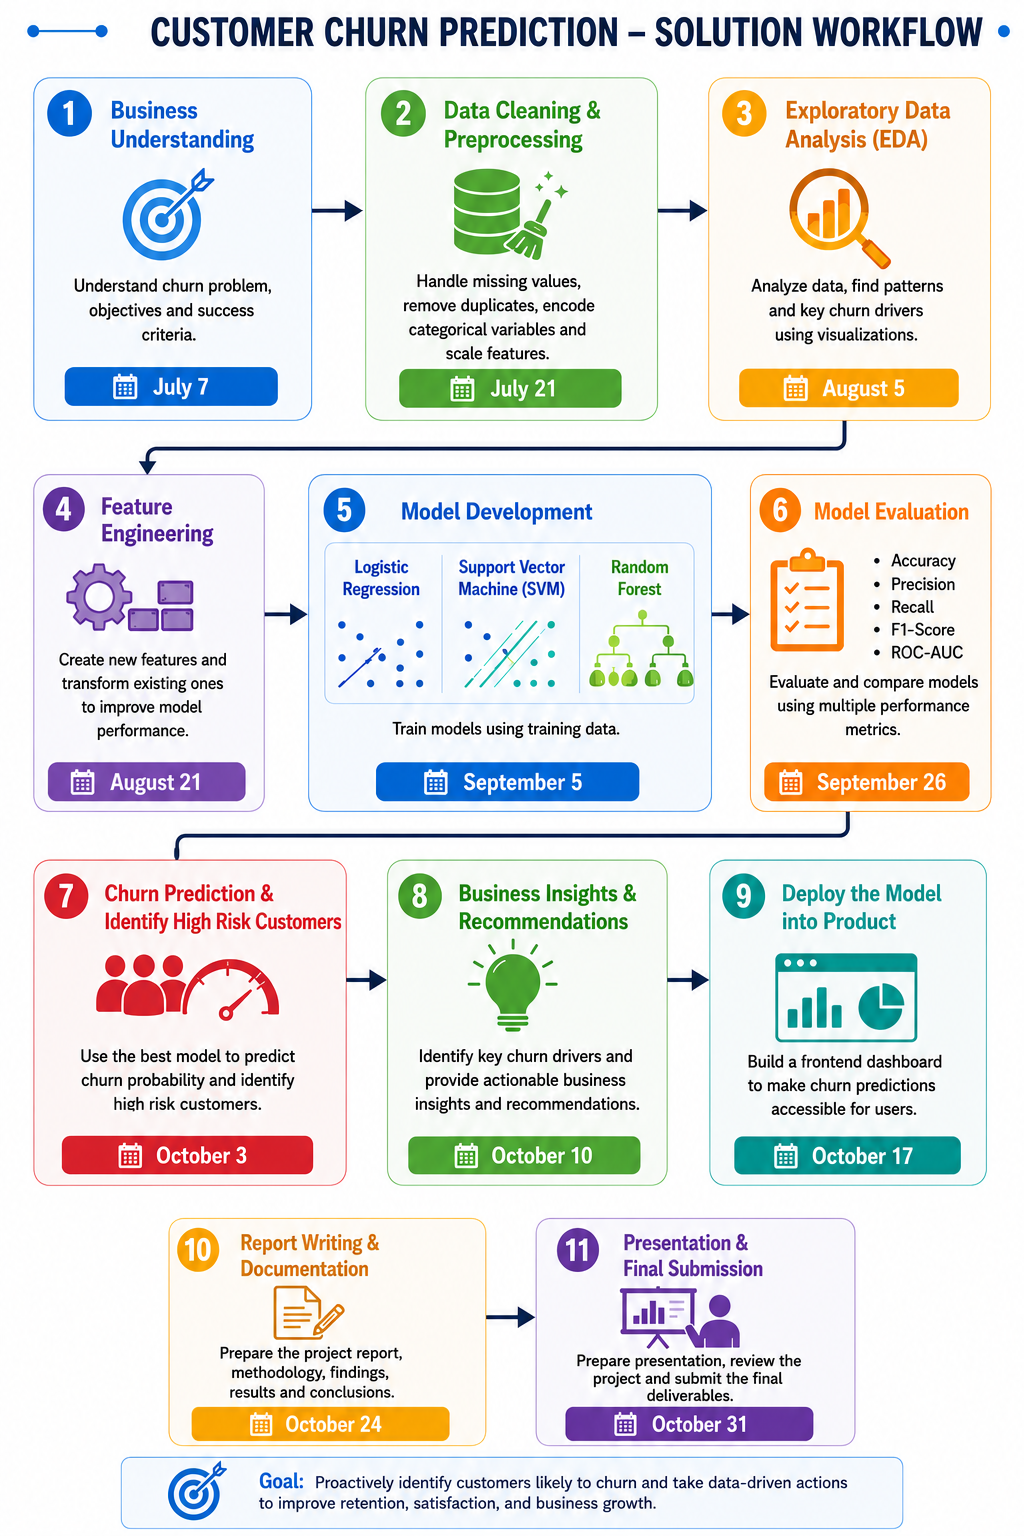 CUSTOMER CHURN PREDICTION – SOLUTION WORKFLOW
1
Business
Understanding
Understand churn problem,
objectives and success
criteria.
July 7
2
Data Cleaning &
Preprocessing
Handle missing values,
remove duplicates, encode
categorical variables and
scale features.
July 21
3
Exploratory Data
Analysis (EDA)
Analyze data, find patterns
and key churn drivers
using visualizations.
August 5
4
Feature
Engineering
Create new features and
transform existing ones
to improve model
performance.
August 21
5
Model Development
Logistic
Regression
Support Vector
Machine (SVM)
Random
Forest
Train models using training data.
September 5
6
Model Evaluation
• Accuracy
• Precision
• Recall
• F1-Score
• ROC-AUC
Evaluate and compare models
using multiple performance
metrics.
September 26
7
Churn Prediction &
Identify High Risk Customers
Use the best model to predict
churn probability and identify
high risk customers.
October 3
8
Business Insights &
Recommendations
Identify key churn drivers and
provide actionable business
insights and recommendations.
October 10
9
Deploy the Model
into Product
Build a frontend dashboard
to make churn predictions
accessible for users.
October 17
10
Report Writing &
Documentation
Prepare the project report,
methodology, findings,
results and conclusions.
October 24
11
Presentation &
Final Submission
Prepare presentation, review the
project and submit the final
deliverables.
October 31
Goal: Proactively identify customers likely to churn and take data-driven actions
to improve retention, satisfaction, and business growth.